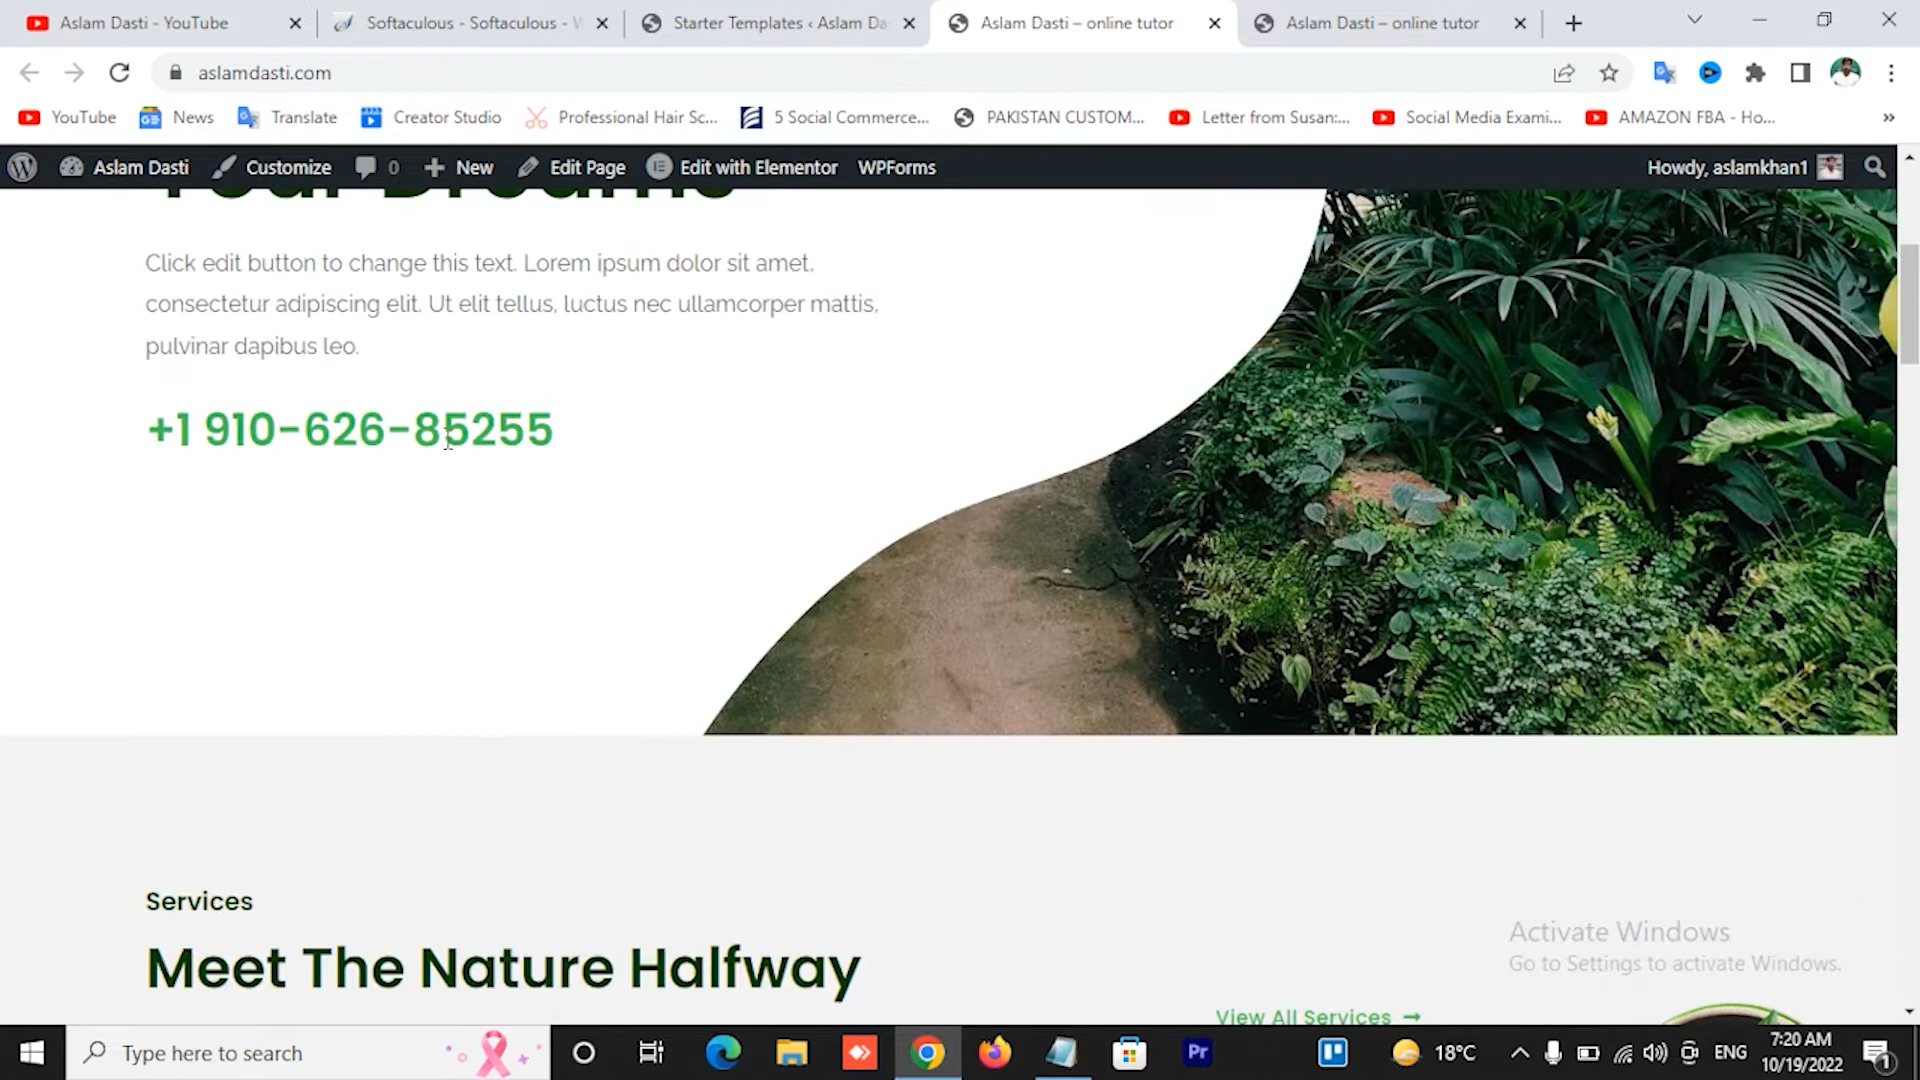 Aslam Dasti - YouTube
Softaculous - Softaculous - W
Starter Templates ‹ Aslam Da
Aslam Dasti – online tutor
Aslam Dasti – online tutor
aslamdasti.com
YouTube
News
Translate
Creator Studio
Professional Hair Sc...
5 Social Commerce...
PAKISTAN CUSTOM...
Letter from Susan:...
Social Media Exami...
AMAZON FBA - Ho...
»
Aslam Dasti
Customize
0
New
Edit Page
Edit with Elementor
WPForms
Howdy, aslamkhan1
Your Dreams
Click edit button to change this text. Lorem ipsum dolor sit amet,
consectetur adipiscing elit. Ut elit tellus, luctus nec ullamcorper mattis,
pulvinar dapibus leo.
+1 910-626-85255
Services
Meet The Nature Halfway
View All Services →
Activate Windows
Go to Settings to activate Windows.
Type here to search
Pr
18°C
ENG
7:20 AM
10/19/2022
1